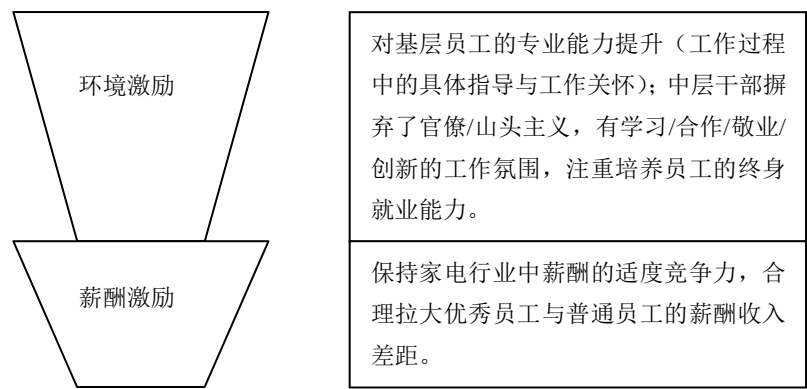 环境激励
对基层员工的专业能力提升（工作过程
中的具体指导与工作关怀）；中层干部摒
弃了官僚/山头主义，有学习/合作/敬业/
创新的工作氛围，注重培养员工的终身
就业能力。
薪酬激励
保持家电行业中薪酬的适度竞争力，合
理拉大优秀员工与普通员工的薪酬收入
差距。